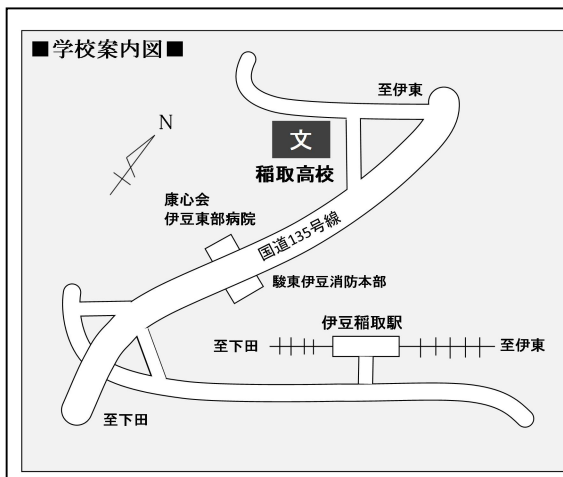 ■学校案内図■
至伊東
N
文
稲取高校
康心会
伊豆東部病院
国道135号線
駿東伊豆消防本部
伊豆稲取駅
至下田
至伊東
至下田